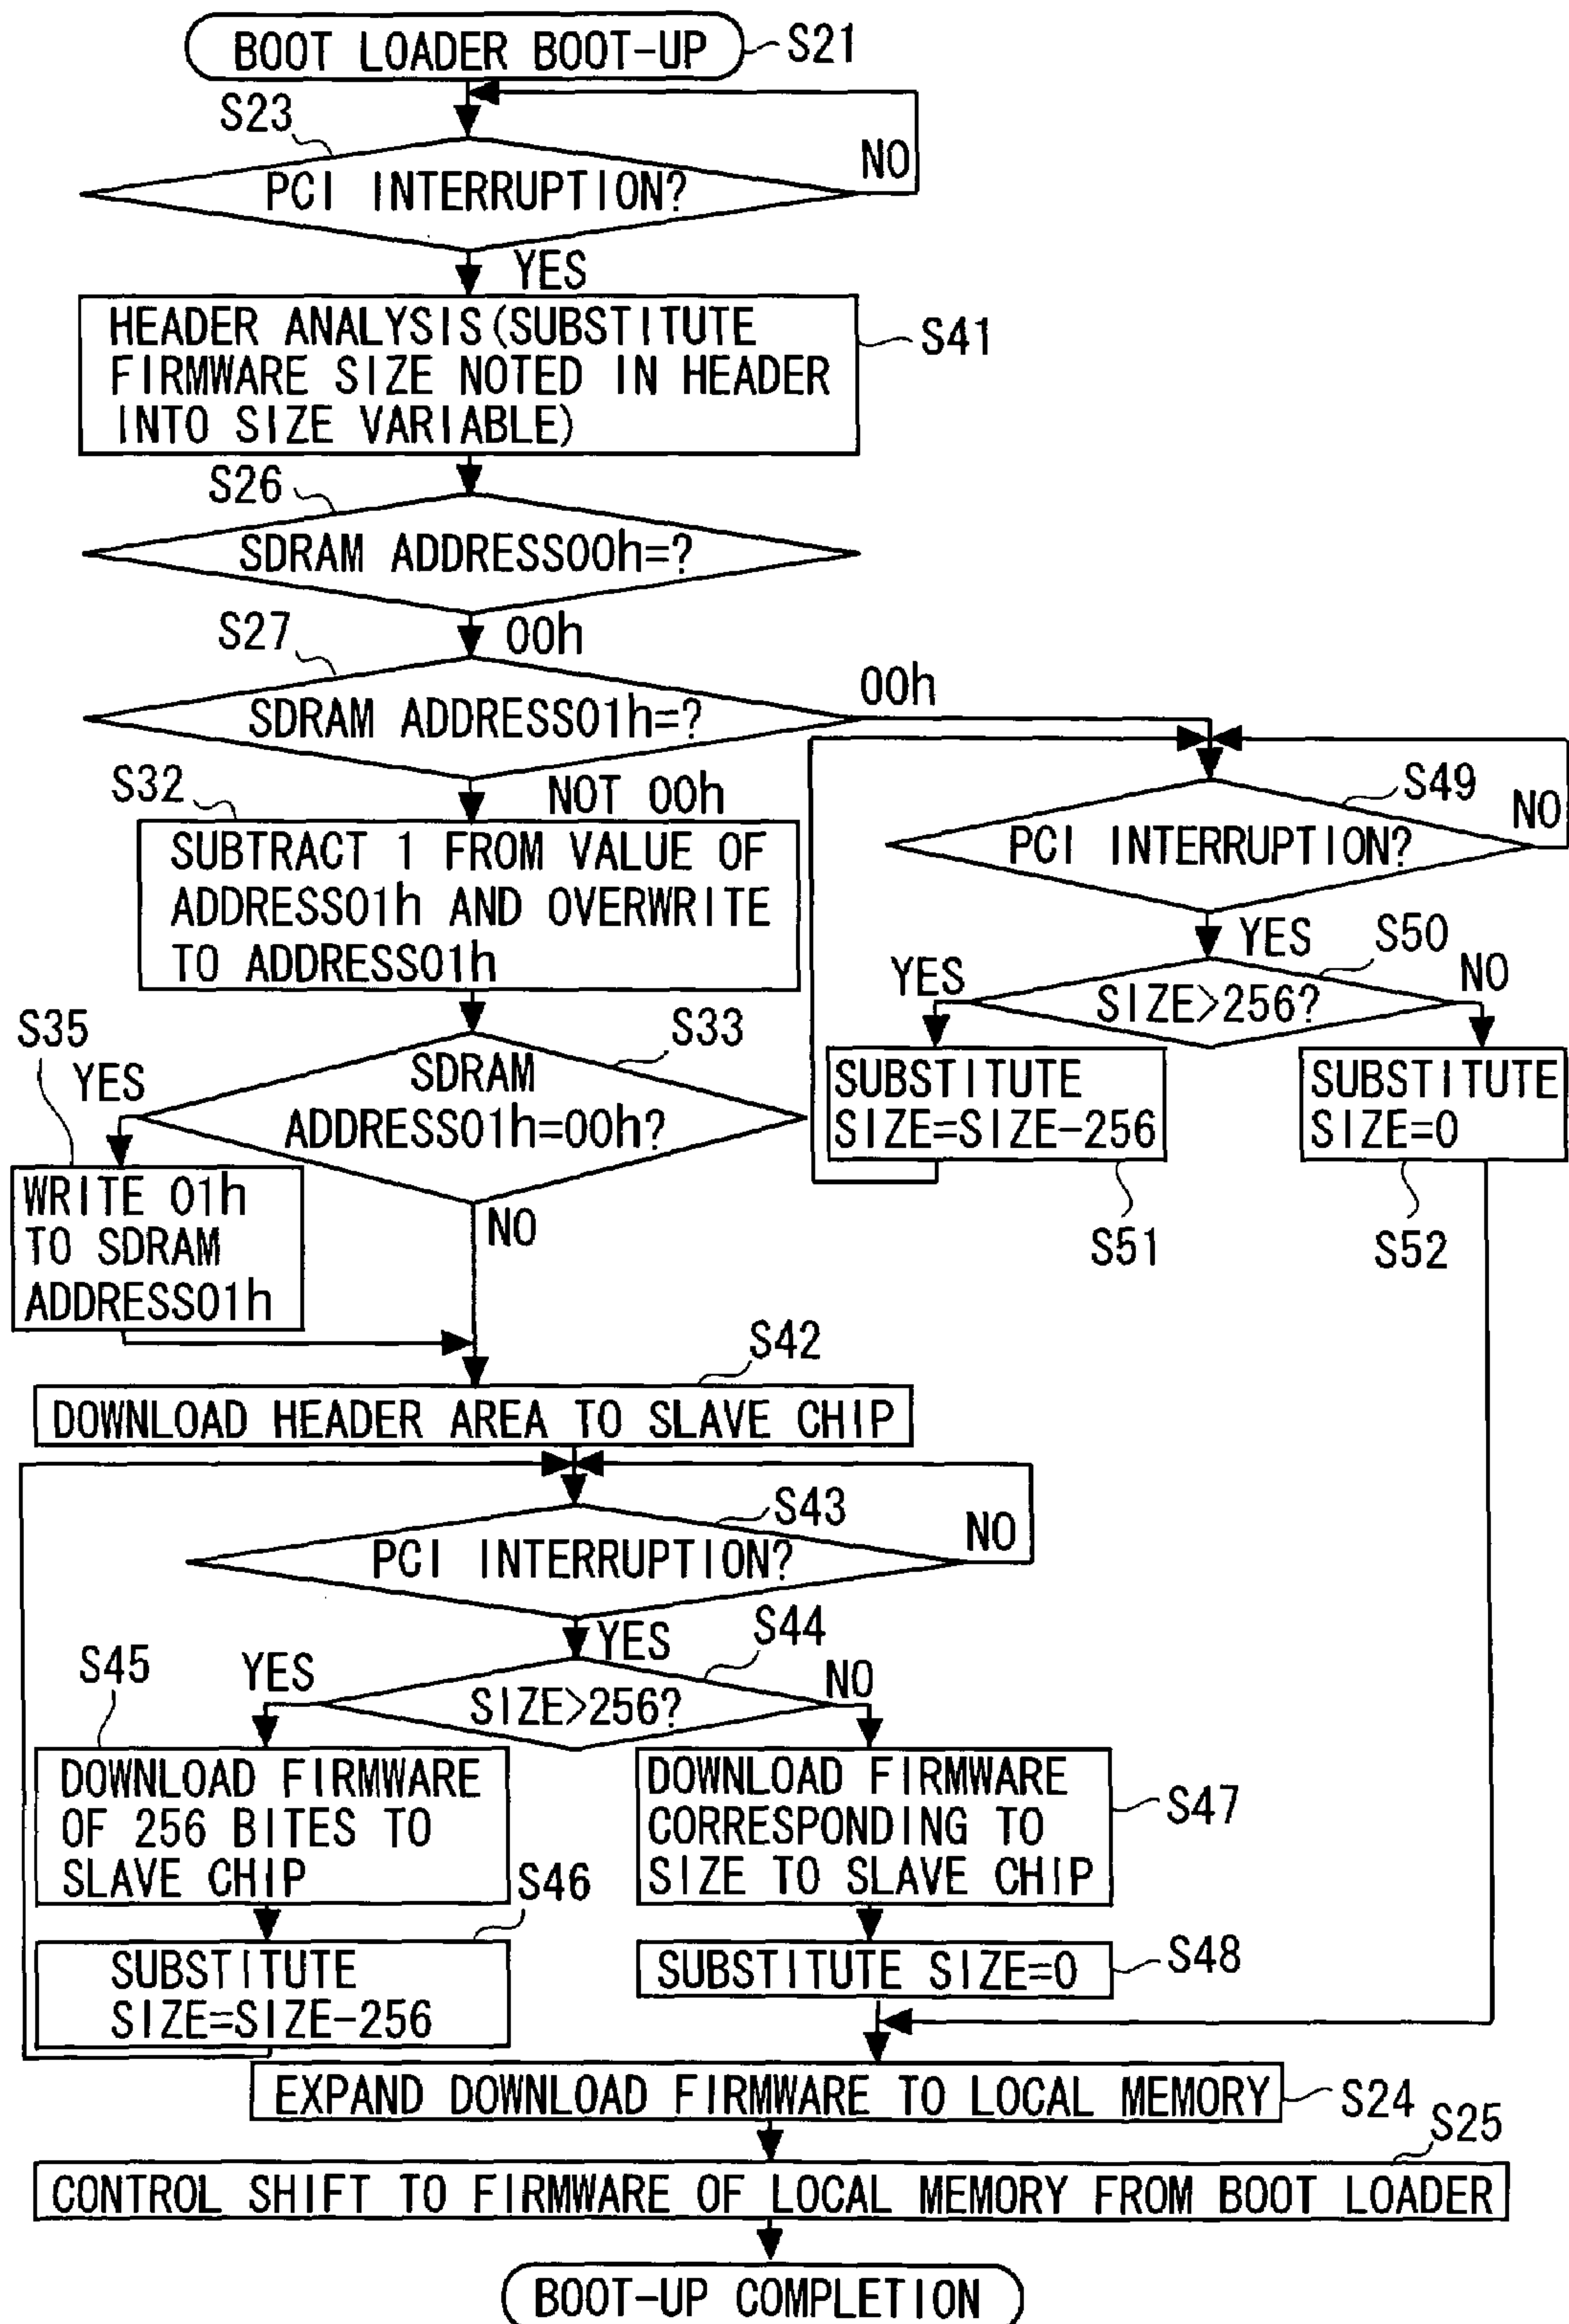 BOOT LOADER BOOT-UP
S21
S23
NO
PCI INTERRUPTION?
YES
HEADER ANALYSIS(SUBSTITUTE
FIRMWARE SIZE NOTED IN HEADER
INTO SIZE VARIABLE)
S41
S26
SDRAM ADDRESS00h=?
S27
00h
SDRAM ADDRESS01h=?
00h
S32
NOT 00h
SUBTRACT 1 FROM VALUE OF
ADDRESS01h AND OVERWRITE
TO ADDRESS01h
S49
NO
PCI INTERRUPTION?
YES
S50
YES
NO
SIZE>256?
SUBSTITUTE
SIZE=SIZE-256
S51
SUBSTITUTE
SIZE=0
S52
S33
SDRAM
ADDRESS01h=00h?
S35
YES
WRITE 01h
TO SDRAM
ADDRESS01h
NO
S42
DOWNLOAD HEADER AREA TO SLAVE CHIP
S43
NO
PCI INTERRUPTION?
YES
S44
S45
YES
NO
SIZE>256?
DOWNLOAD FIRMWARE
OF 256 BITES TO
SLAVE CHIP
S46
SUBSTITUTE
SIZE=SIZE-256
DOWNLOAD FIRMWARE
CORRESPONDING TO
SIZE TO SLAVE CHIP
S47
SUBSTITUTE SIZE=0
S48
EXPAND DOWNLOAD FIRMWARE TO LOCAL MEMORY
S24
S25
CONTROL SHIFT TO FIRMWARE OF LOCAL MEMORY FROM BOOT LOADER
BOOT-UP COMPLETION